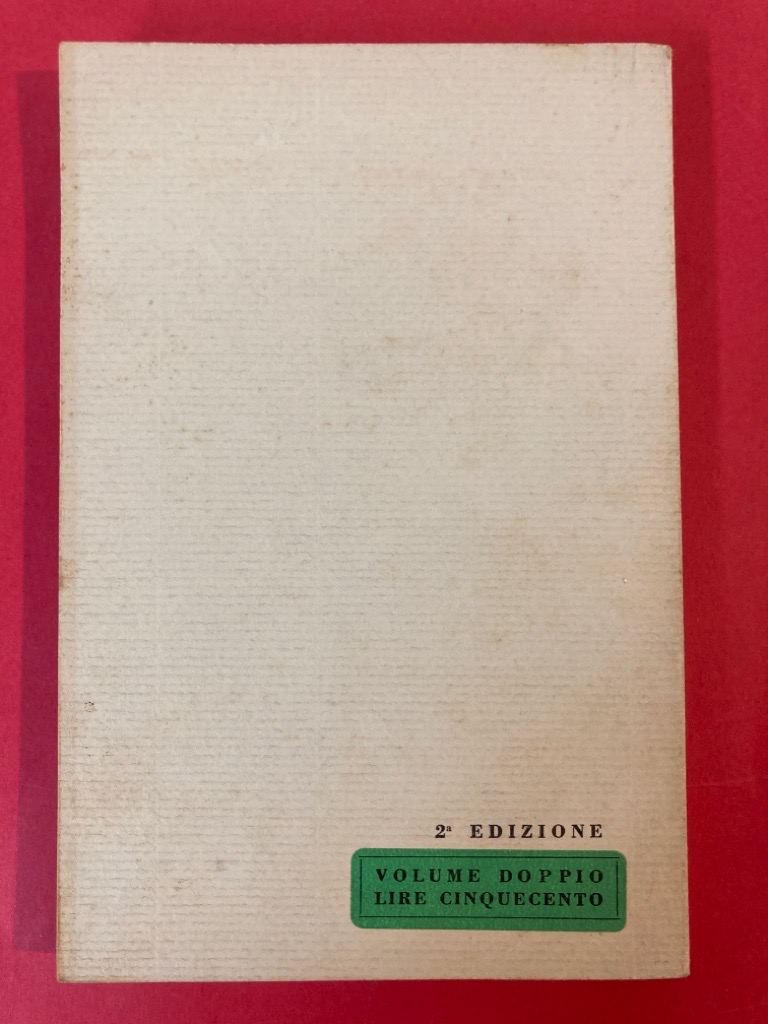 2ª EDIZIONE
VOLUME DOPPIO
LIRE CINQUECENTO